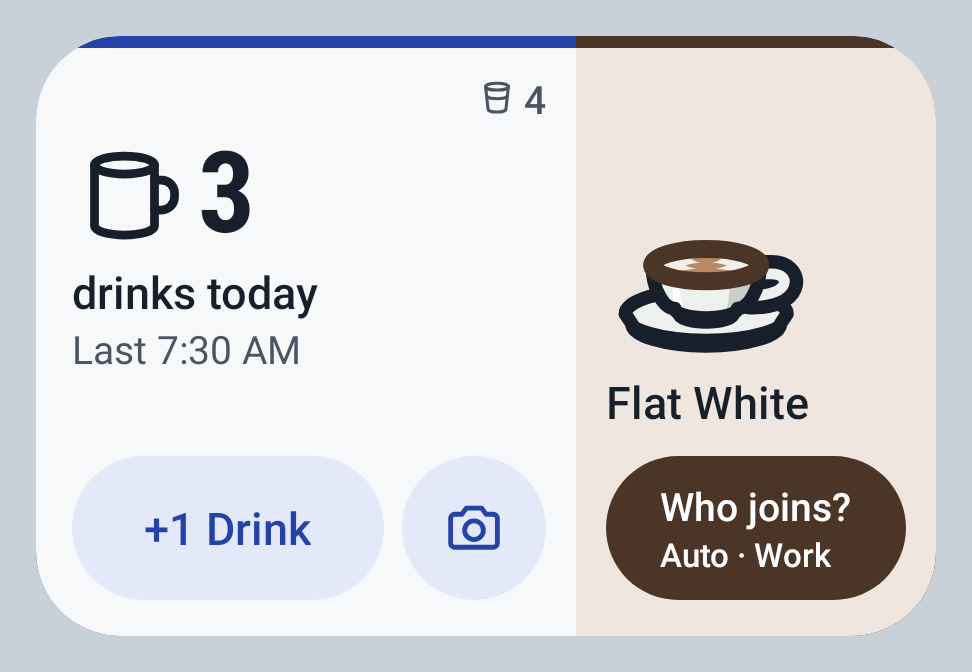 4
3
drinks today
Last 7:30 AM
+1 Drink
Flat White
Who joins?
Auto · Work